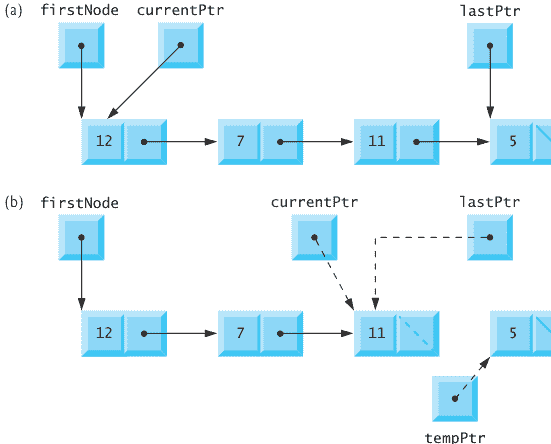 (a) firstNode currentPtr lastPtr
12 7 11 5
(b) firstNode currentPtr lastPtr
12 7 11 5
tempPtr